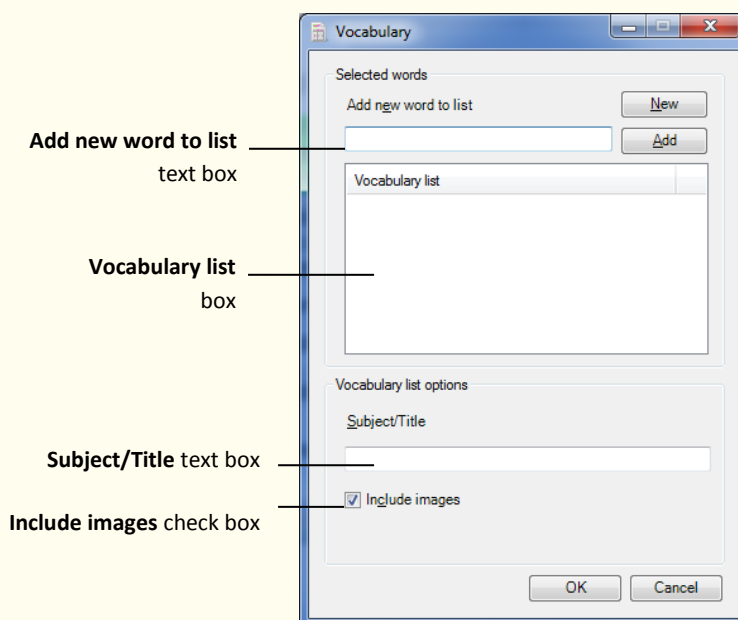 Vocabulary
Selected words
Add new word to list
New
Add new word to list
text box
Add
Vocabulary list
Vocabulary list
box
Vocabulary list options
Subject/Title
Subject/Title text box
Include images
Include images check box
OK
Cancel